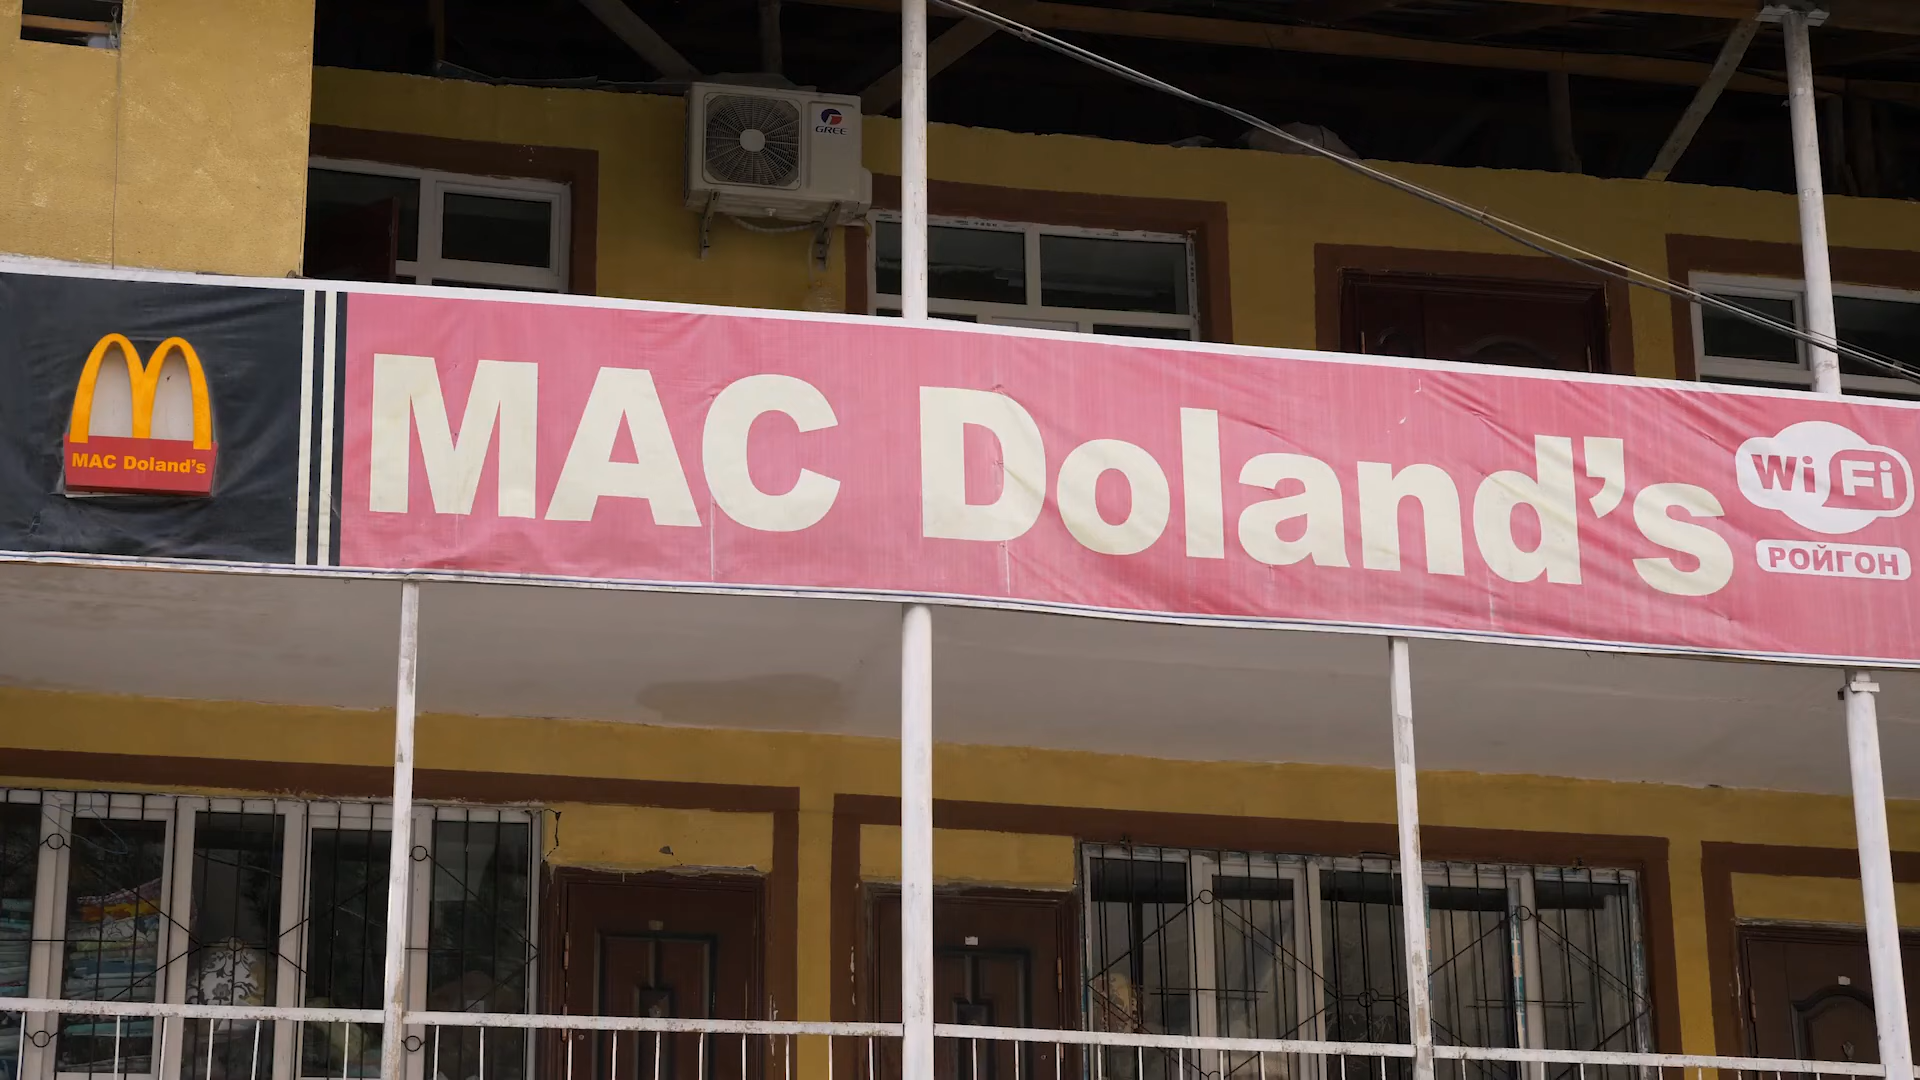 GREE
MAC Doland's
MAC Doland's
Wi Fi
РОЙГОН